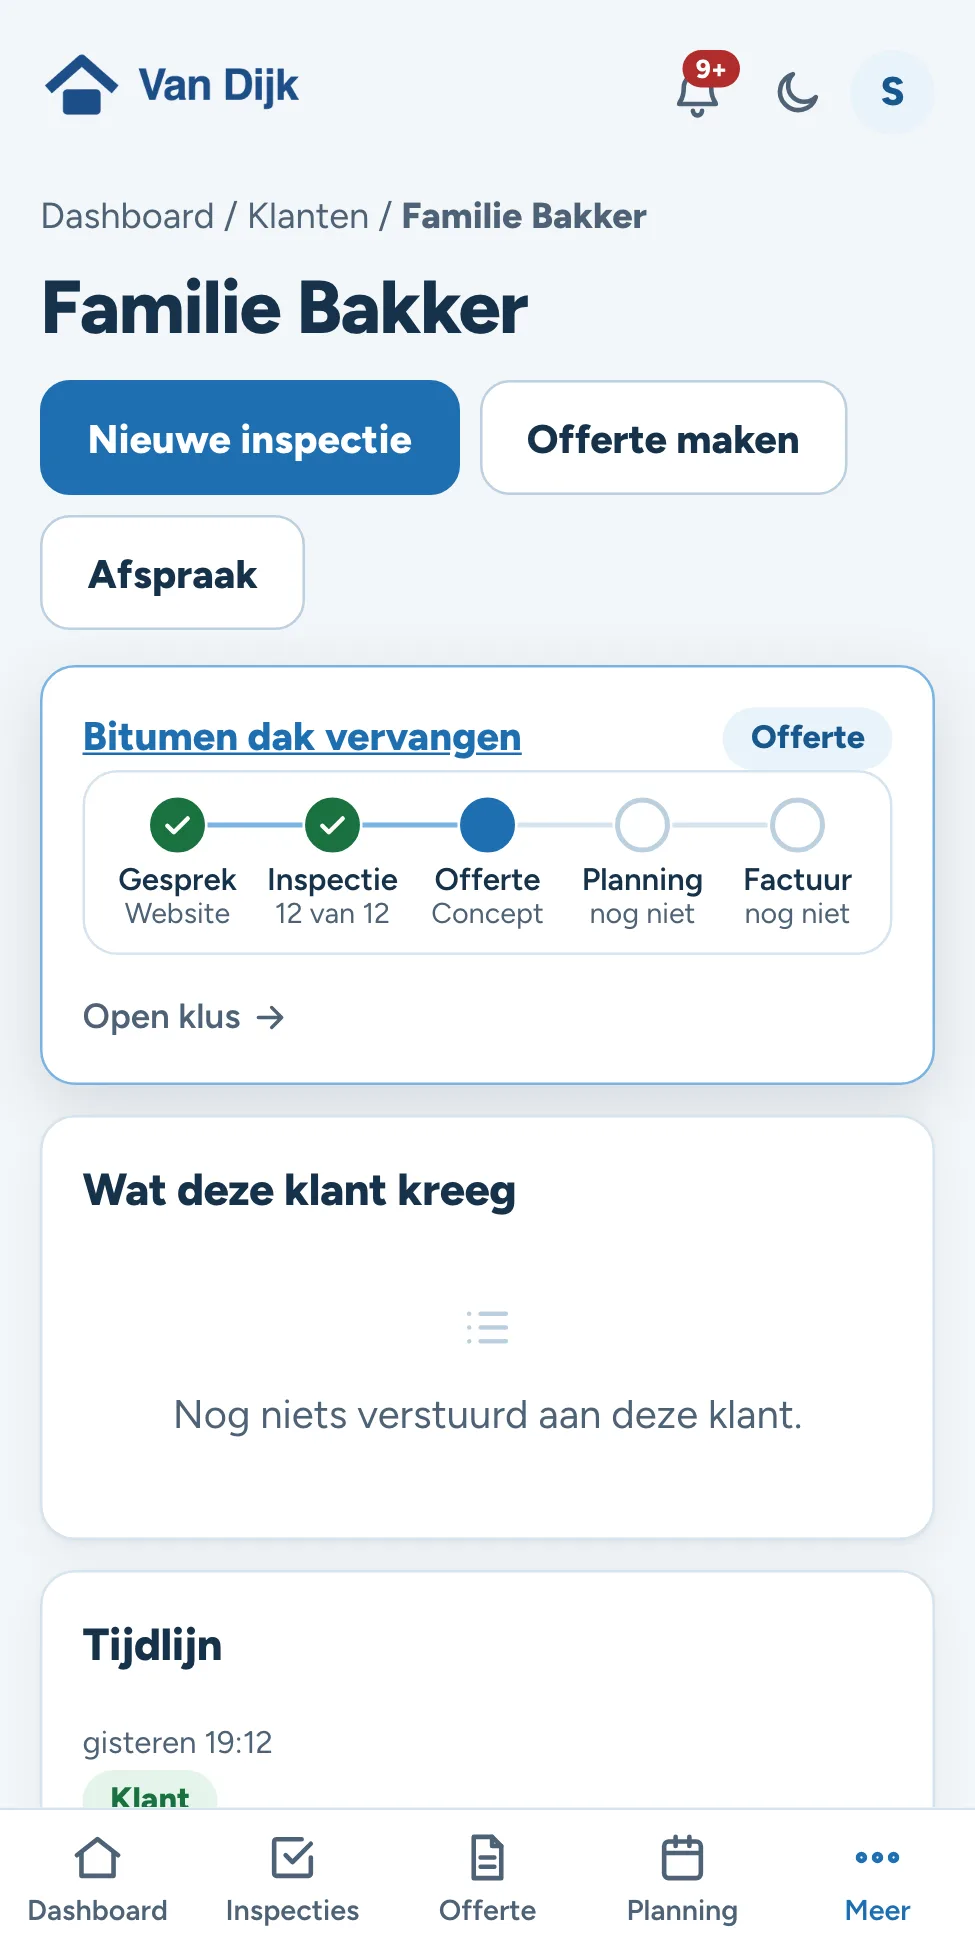 Van Dijk
9+
S
Dashboard / Klanten / Familie Bakker
Familie Bakker
Nieuwe inspectie
Offerte maken
Afspraak
Bitumen dak vervangen
Offerte
Gesprek Inspectie Offerte Planning Factuur
Website 12 van 12 Concept nog niet nog niet
Open klus →
Wat deze klant kreeg
Nog niets verstuurd aan deze klant.
Tijdlijn
gisteren 19:12
Klant
Dashboard Inspecties Offerte Planning Meer